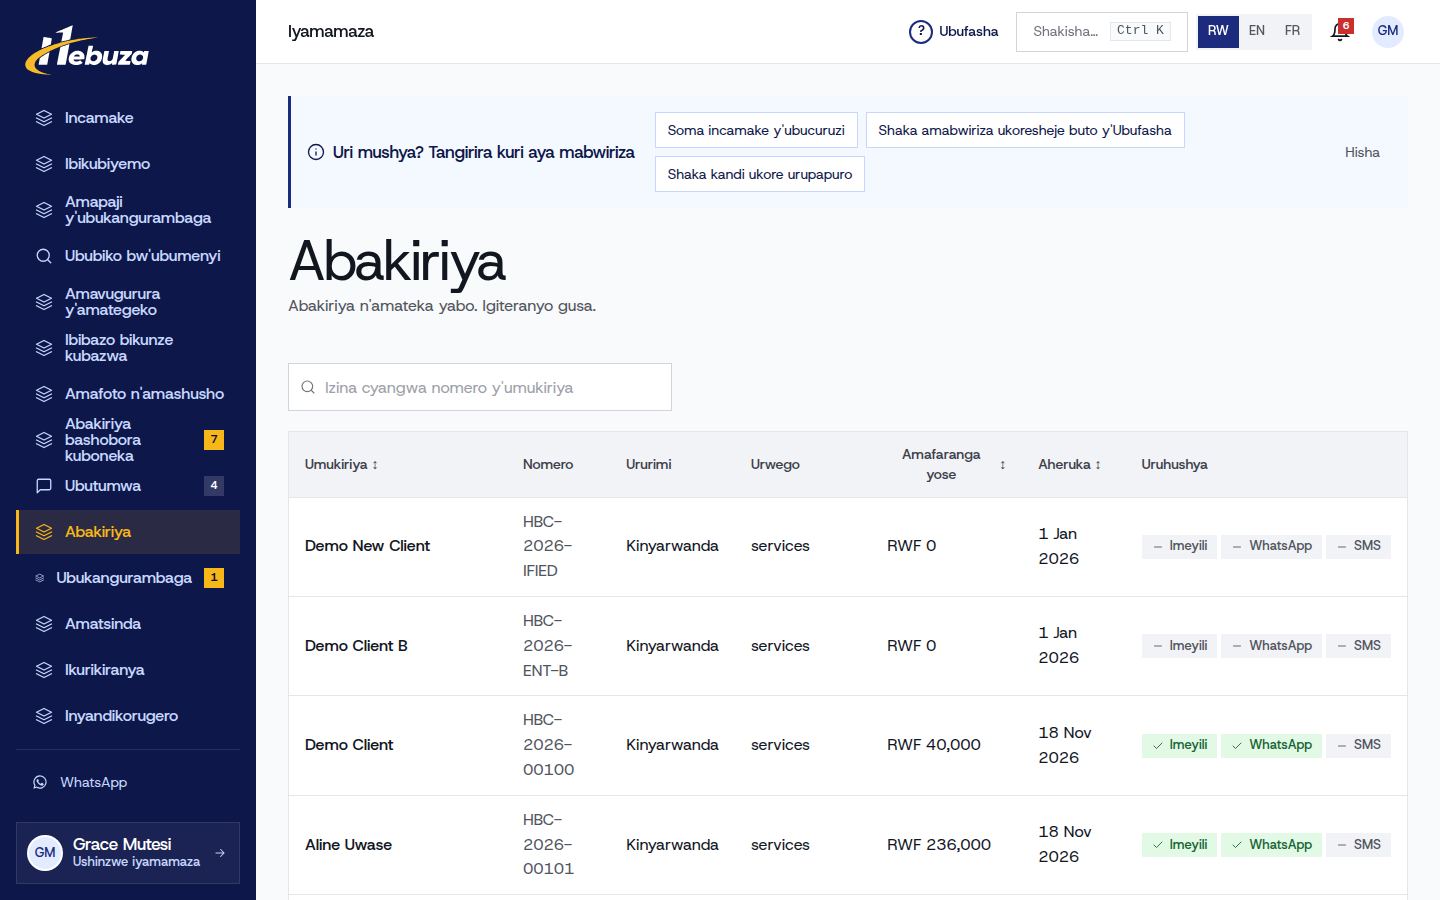 Hebuza
Incamake
Ibikubiyemo
Amapaji
y'ubukangurambaga
Ububiko bw'ubumenyi
Amavugurura
y'amategeko
Ibibazo bikunze
kubazwa
Amafoto n'amashusho
Abakiriya
bashobora
kuboneka
7
Ubutumwa
4
Abakiriya
Ubukangurambaga
1
Amatsinda
Ikurikiranya
Inyandikorugero
WhatsApp
GM
Grace Mutesi
Ushinzwe iyamamaza
Iyamamaza
? Ubufasha
Shakisha... Ctrl K
RW EN FR
6
GM
Uri mushya? Tangirira kuri aya mabwiriza
Soma incamake y'ubucuruzi
Shaka amabwiriza ukoresheje buto y'Ubufasha
Shaka kandi ukore urupapuro
Hisha
Abakiriya
Abakiriya n'amateka yabo. Igiteranyo gusa.
Izina cyangwa nomero y'umukiriya
Umukiriya ↕ Nomero Ururimi Urwego Amafaranga yose ↕ Aheruka ↕ Uruhushya
Demo New Client HBC-2026-IFIED Kinyarwanda services RWF 0 1 Jan 2026 – Imeyili – WhatsApp – SMS
Demo Client B HBC-2026-ENT-B Kinyarwanda services RWF 0 1 Jan 2026 – Imeyili – WhatsApp – SMS
Demo Client HBC-2026-00100 Kinyarwanda services RWF 40,000 18 Nov 2026 ✓ Imeyili ✓ WhatsApp – SMS
Aline Uwase HBC-2026-00101 Kinyarwanda services RWF 236,000 18 Nov 2026 ✓ Imeyili ✓ WhatsApp – SMS